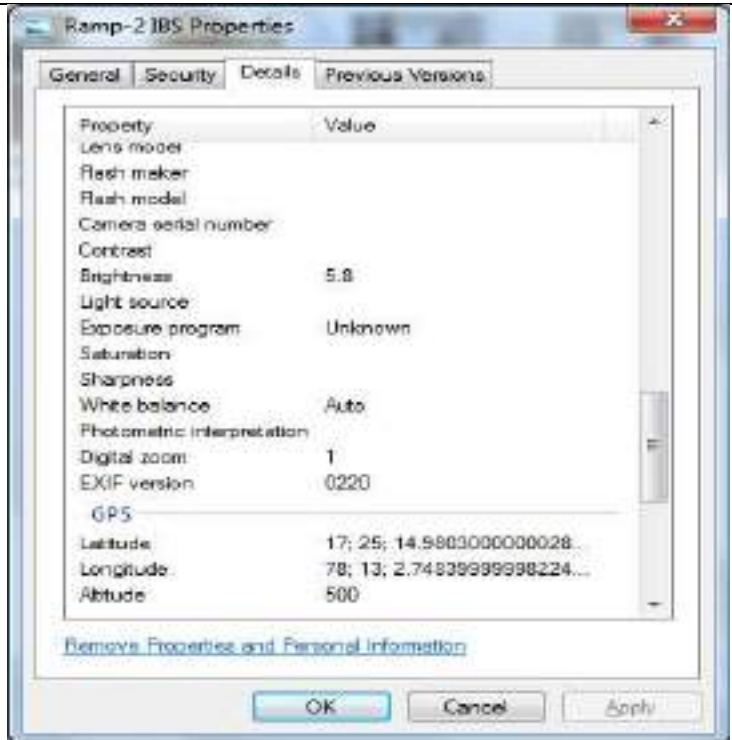 Ramp-2 IBS Properties
General Security Details Previous Versions
Property Value
Lens model
Flash maker
Flash model
Camera serial number
Contrast
Brightness 5.8
Light source
Exposure program Unknown
Saturation
Sharpness
White balance Auto
Photometric interpretation
Digital zoom 1
EXIF version 0220
GPS
Latitude 17; 25; 14.9803000000028...
Longitude 78; 13; 2.74839999998224...
Altitude 500
Remove Properties and Personal Information
OK Cancel Apply